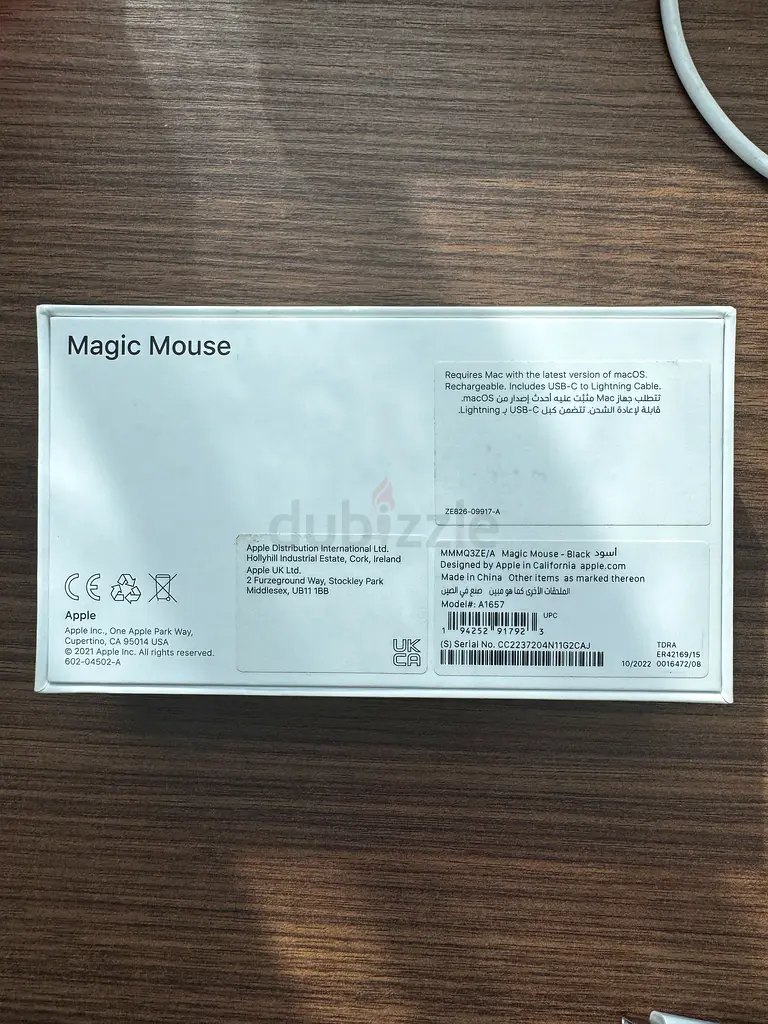 Magic Mouse
Requires Mac with the latest version of macOS.
Rechargeable. Includes USB-C to Lightning Cable.
تتطلب جهاز Mac مثبّت عليه أحدث إصدار من macOS.
قابلة لإعادة الشحن. تتضمن كبل USB-C بـ Lightning.
ZE826-09917-A
dubizzle
Apple Distribution International Ltd.
Hollyhill Industrial Estate, Cork, Ireland
Apple UK Ltd.
2 Furzeground Way, Stockley Park
Middlesex, UB11 1BB
UK
CA
MMMQ3ZE/A Magic Mouse - Black أسود
Designed by Apple in California apple.com
Made in China Other items as marked thereon
الملحقات الأخرى كما هو مبين صنع في الصين
Model#: A1657
UPC
1 94252 91792 3
(S) Serial No. CC2237204N11G2CAJ
TDRA
ER42169/15
10/2022 0016472/08
CE
Apple
Apple Inc., One Apple Park Way,
Cupertino, CA 95014 USA
© 2021 Apple Inc. All rights reserved.
602-04502-A